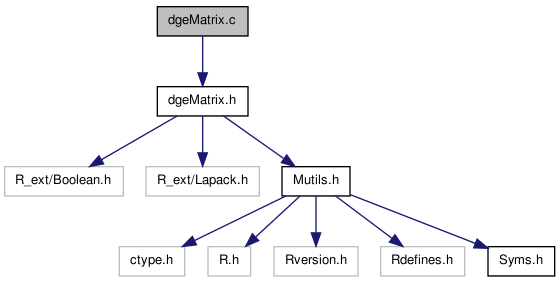 dgeMatrix.c
dgeMatrix.h
R_ext/Boolean.h
R_ext/Lapack.h
Mutils.h
ctype.h
R.h
Rversion.h
Rdefines.h
Syms.h